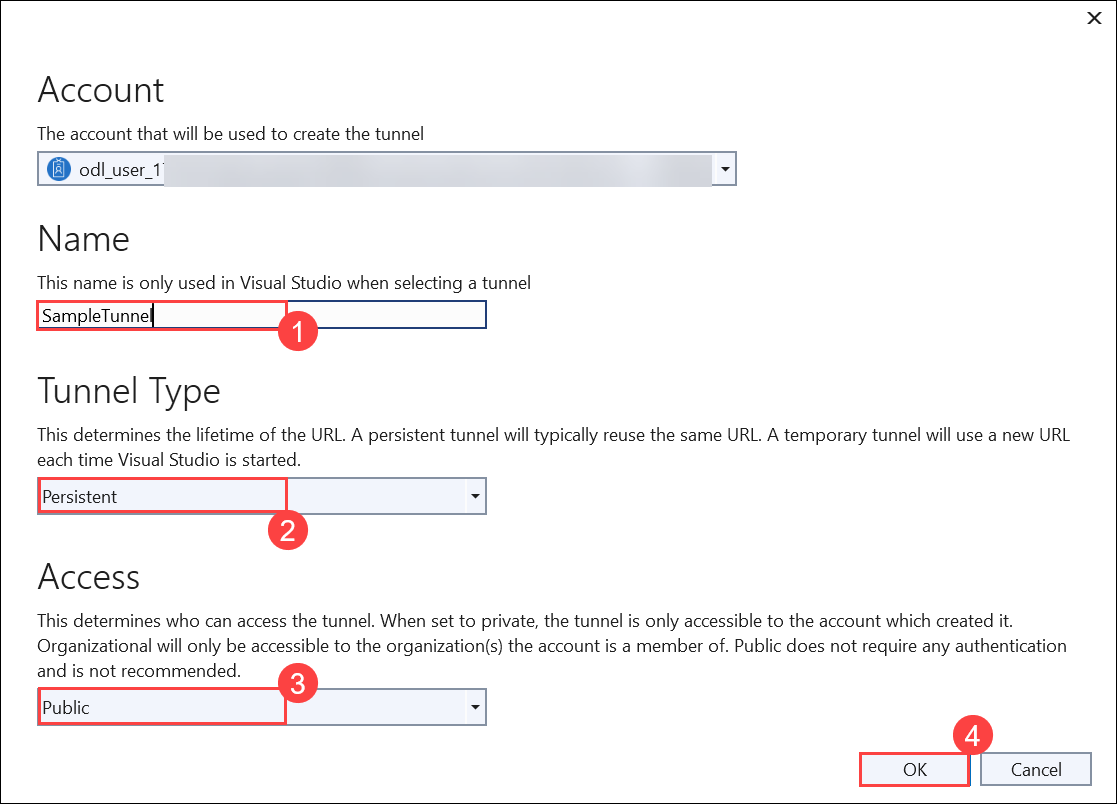 Account
The account that will be used to create the tunnel
odl_user_1
Name
This name is only used in Visual Studio when selecting a tunnel
SampleTunnel
1
Tunnel Type
This determines the lifetime of the URL. A persistent tunnel will typically reuse the same URL. A temporary tunnel will use a new URL
each time Visual Studio is started.
Persistent
2
Access
This determines who can access the tunnel. When set to private, the tunnel is only accessible to the account which created it.
Organizational will only be accessible to the organization(s) the account is a member of. Public does not require any authentication
and is not recommended.
3
Public
4
OK Cancel